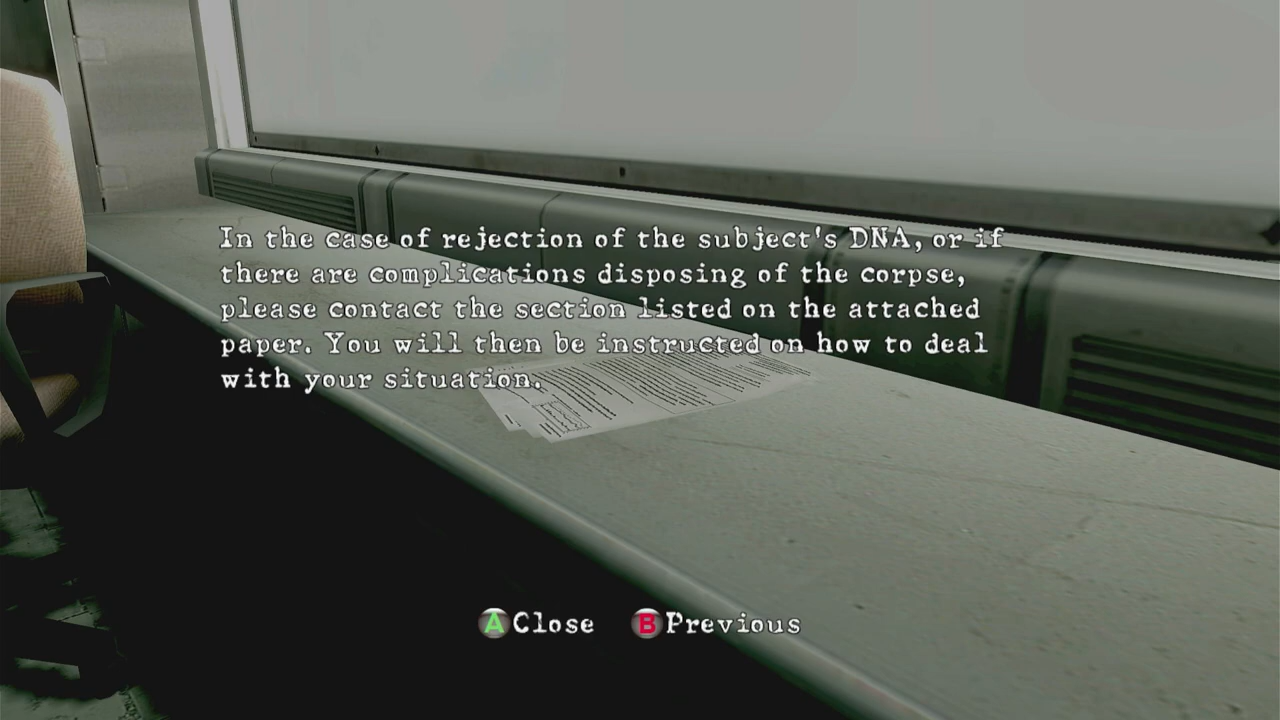 In the case of rejection of the subject's DNA, or if
there are complications disposing of the corpse,
please contact the section listed on the attached
paper. You will then be instructed on how to deal
with your situation.
A Close B Previous